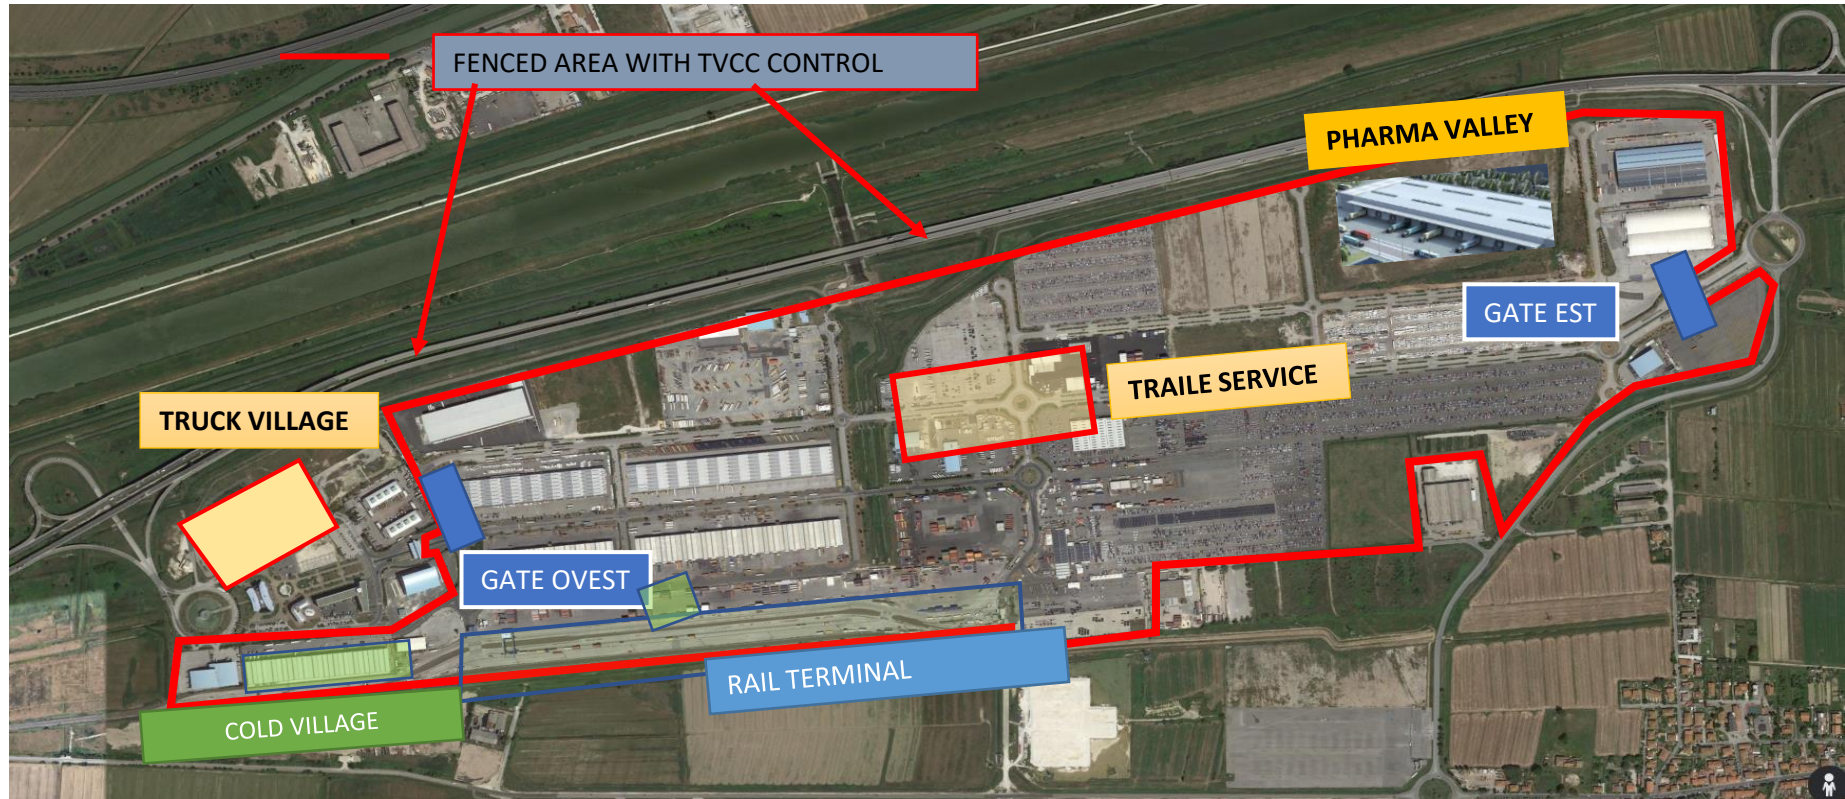 FENCED AREA WITH TVCC CONTROL
PHARMA VALLEY
GATE EST
TRAILE SERVICE
TRUCK VILLAGE
GATE OVEST
RAIL TERMINAL
COLD VILLAGE